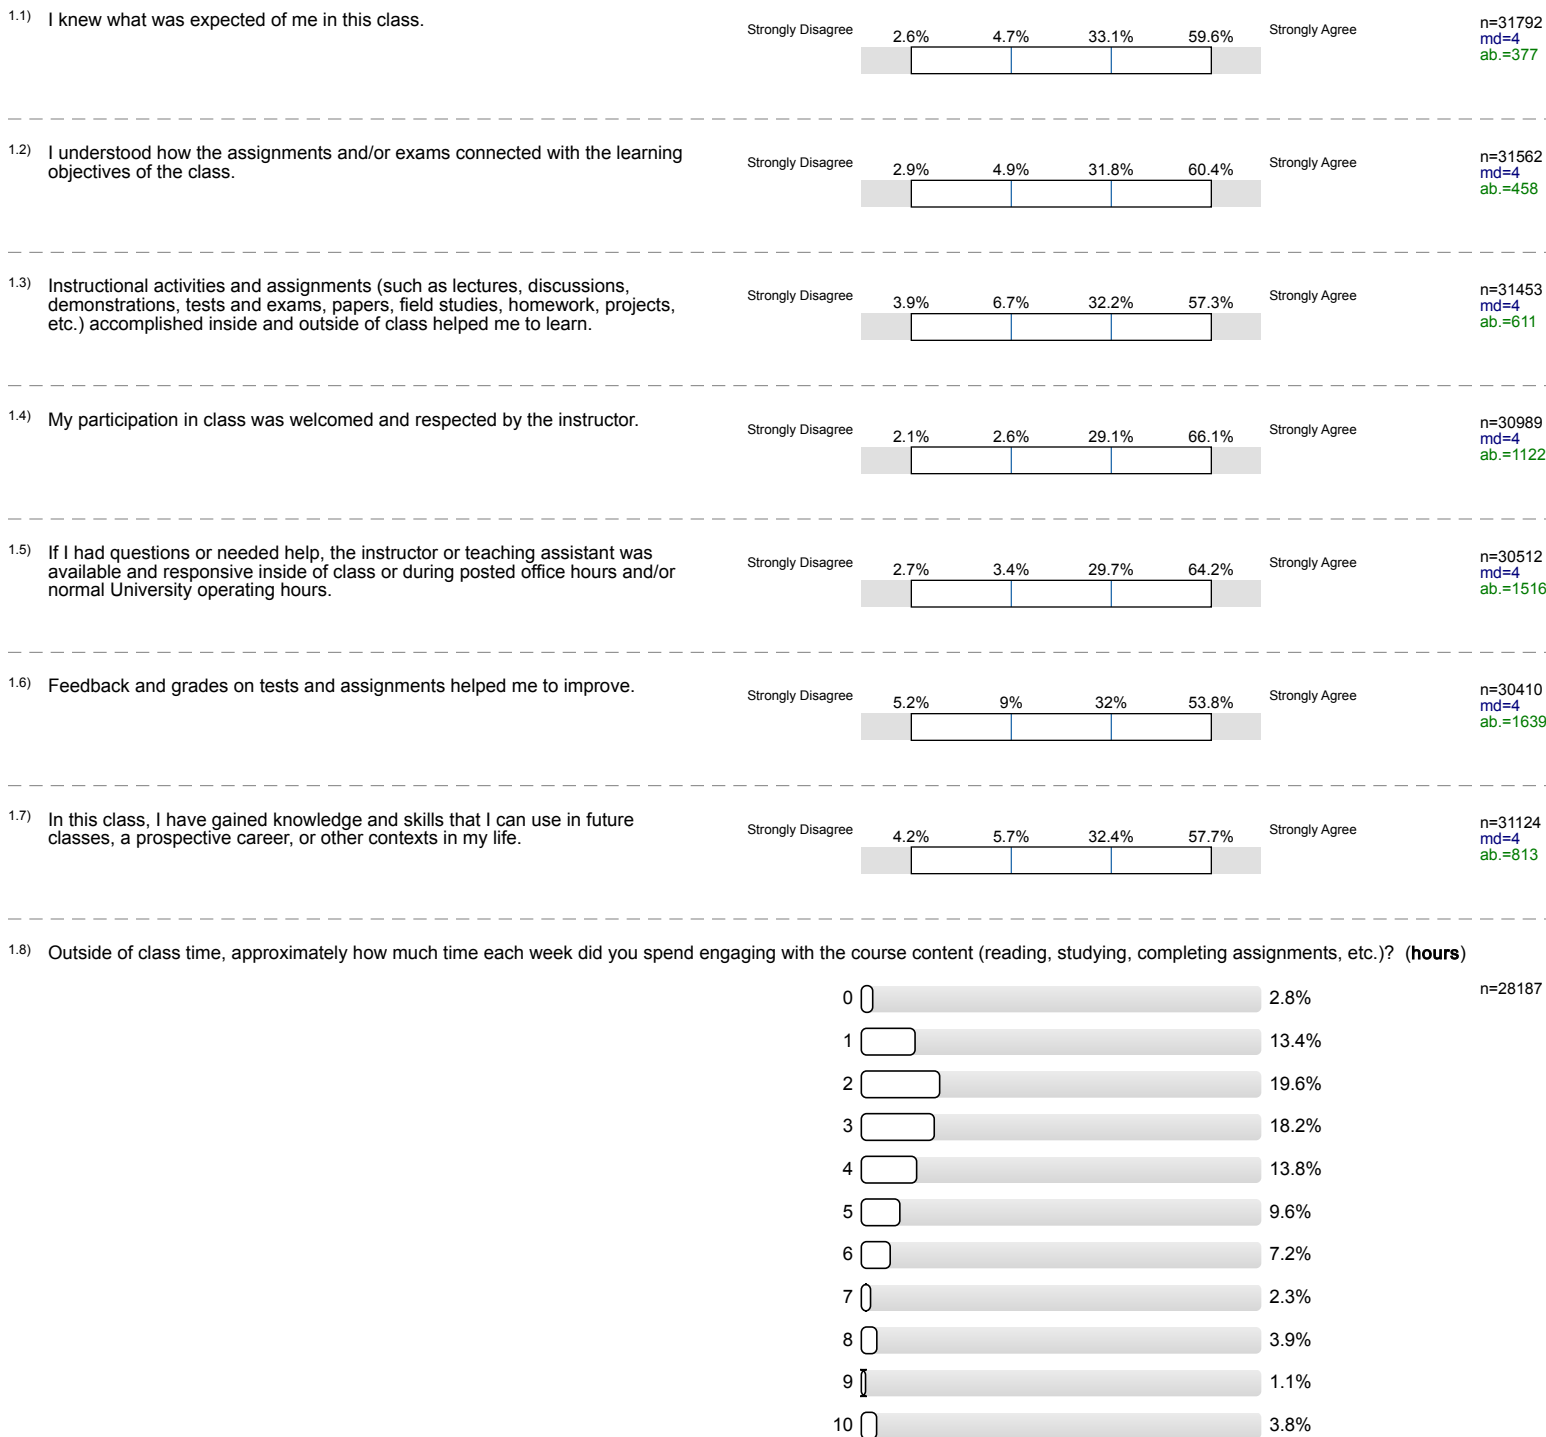 1.1) I knew what was expected of me in this class.
Strongly Disagree 2.6% 4.7% 33.1% 59.6% Strongly Agree
n=31792
md=4
ab.=377
1.2) I understood how the assignments and/or exams connected with the learning
objectives of the class.
Strongly Disagree 2.9% 4.9% 31.8% 60.4% Strongly Agree
n=31562
md=4
ab.=458
1.3) Instructional activities and assignments (such as lectures, discussions,
demonstrations, tests and exams, papers, field studies, homework, projects,
etc.) accomplished inside and outside of class helped me to learn.
Strongly Disagree 3.9% 6.7% 32.2% 57.3% Strongly Agree
n=31453
md=4
ab.=611
1.4) My participation in class was welcomed and respected by the instructor.
Strongly Disagree 2.1% 2.6% 29.1% 66.1% Strongly Agree
n=30989
md=4
ab.=1122
1.5) If I had questions or needed help, the instructor or teaching assistant was
available and responsive inside of class or during posted office hours and/or
normal University operating hours.
Strongly Disagree 2.7% 3.4% 29.7% 64.2% Strongly Agree
n=30512
md=4
ab.=1516
1.6) Feedback and grades on tests and assignments helped me to improve.
Strongly Disagree 5.2% 9% 32% 53.8% Strongly Agree
n=30410
md=4
ab.=1639
1.7) In this class, I have gained knowledge and skills that I can use in future
classes, a prospective career, or other contexts in my life.
Strongly Disagree 4.2% 5.7% 32.4% 57.7% Strongly Agree
n=31124
md=4
ab.=813
1.8) Outside of class time, approximately how much time each week did you spend engaging with the course content (reading, studying, completing assignments, etc.)? (hours)
n=28187
0 2.8%
1 13.4%
2 19.6%
3 18.2%
4 13.8%
5 9.6%
6 7.2%
7 2.3%
8 3.9%
9 1.1%
10 3.8%